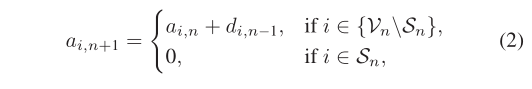 a_{i,n+1} = \begin{cases} a_{i,n} + d_{i,n-1}, & \text{if } i \in \{\mathcal{V}_n \backslash \mathcal{S}_n\}, \\ 0, & \text{if } i \in \mathcal{S}_n, \end{cases} (2)